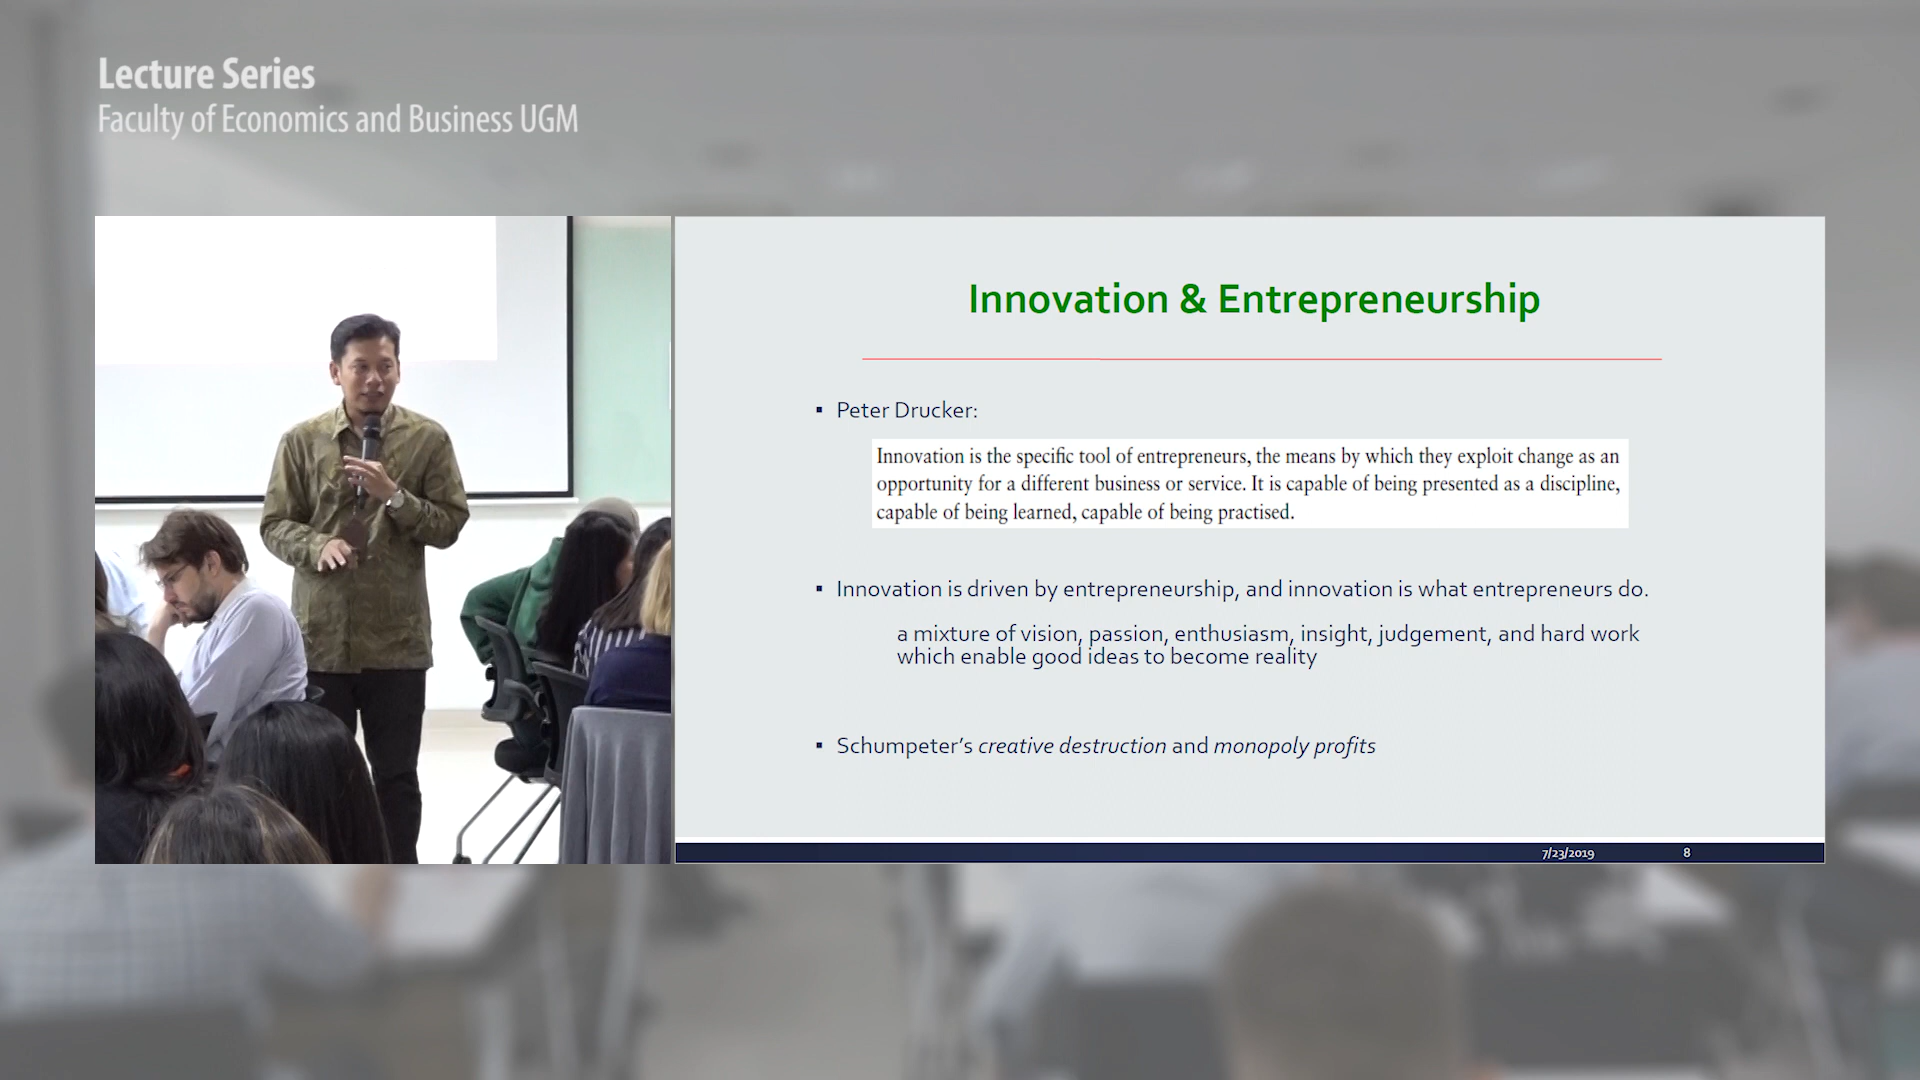 Lecture Series
Faculty of Economics and Business UGM
Innovation & Entrepreneurship
▪ Peter Drucker:
Innovation is the specific tool of entrepreneurs, the means by which they exploit change as an
opportunity for a different business or service. It is capable of being presented as a discipline,
capable of being learned, capable of being practised.
▪ Innovation is driven by entrepreneurship, and innovation is what entrepreneurs do.
a mixture of vision, passion, enthusiasm, insight, judgement, and hard work
which enable good ideas to become reality
▪ Schumpeter’s creative destruction and monopoly profits
7/23/2019 8